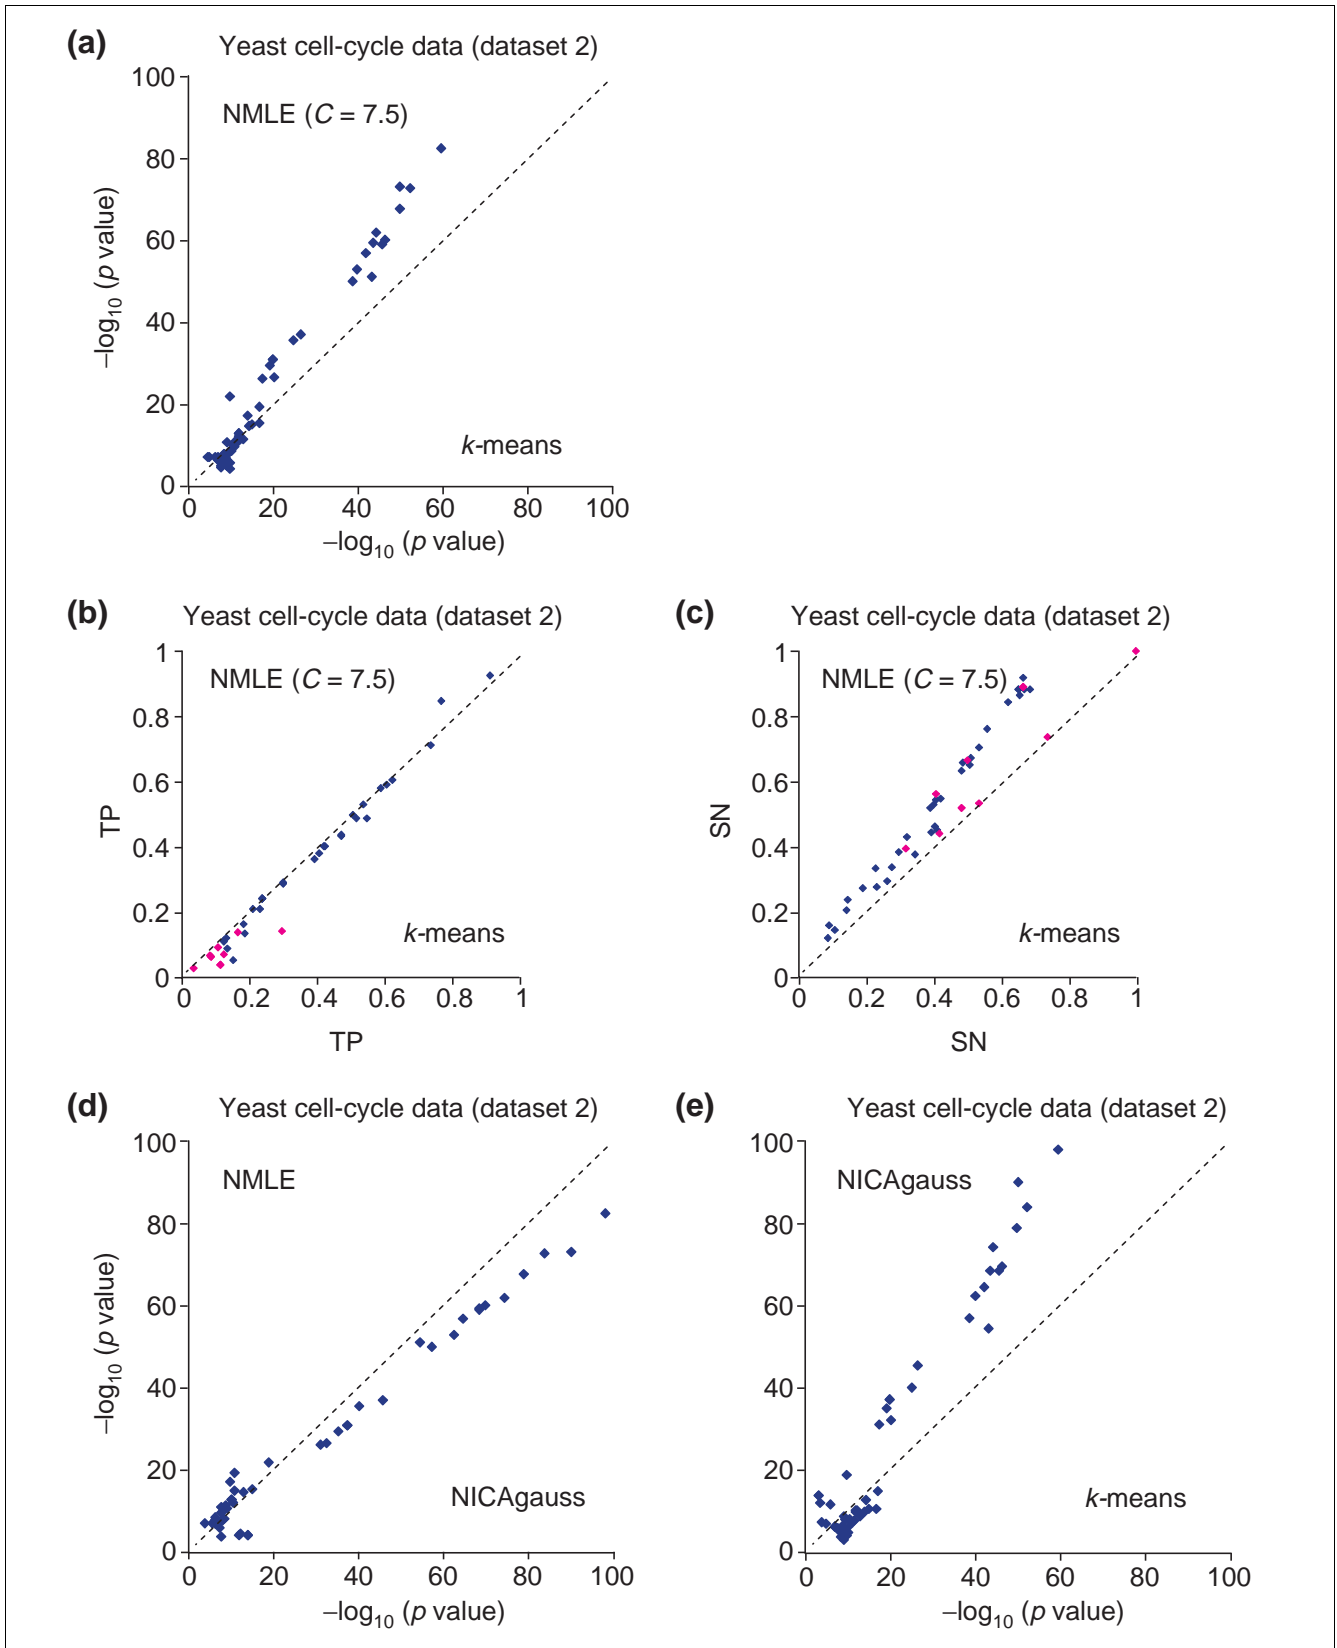 (a)
Yeast cell-cycle data (dataset 2)
100
NMLE (C = 7.5)
80
60
40
20
0
–log10 (p value)
k-means
0 20 40 60 80 100
–log10 (p value)
(b)
Yeast cell-cycle data (dataset 2)
1
NMLE (C = 7.5)
0.8
0.6
0.4
0.2
0
TP
k-means
0 0.2 0.4 0.6 0.8 1
TP
(c)
Yeast cell-cycle data (dataset 2)
1
NMLE (C = 7.5)
0.8
0.6
0.4
0.2
0
SN
k-means
0 0.2 0.4 0.6 0.8 1
SN
(d)
Yeast cell-cycle data (dataset 2)
100
NMLE
80
60
40
20
0
–log10 (p value)
NICAgauss
0 20 40 60 80 100
–log10 (p value)
(e)
Yeast cell-cycle data (dataset 2)
100
NICAgauss
80
60
40
20
0
k-means
0 20 40 60 80 100
–log10 (p value)